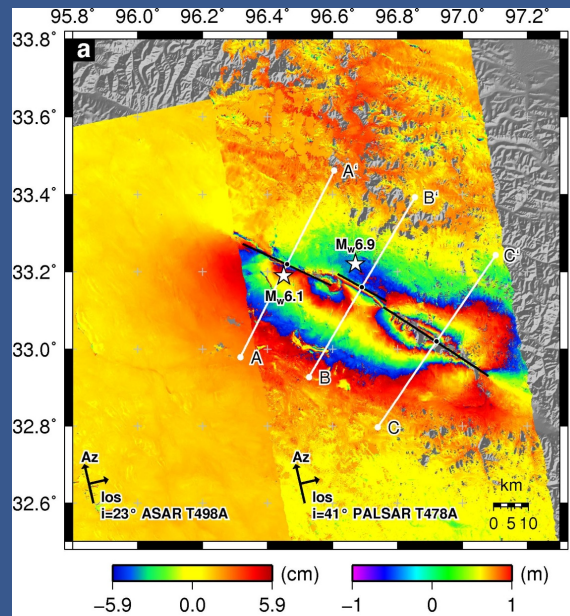 95.8° 96.0° 96.2° 96.4° 96.6° 96.8° 97.0° 97.2°
33.8°
a
33.6°
33.4°
A'
B'
Mw6.9
C'
33.2°
Mw6.1
33.0°
A
B
C
32.8°
Az
los
i=23° ASAR T498A
Az
los
i=41° PALSAR T478A
km
0 5 10
32.6°
(cm)
−5.9 0.0 5.9
(m)
−1 0 1